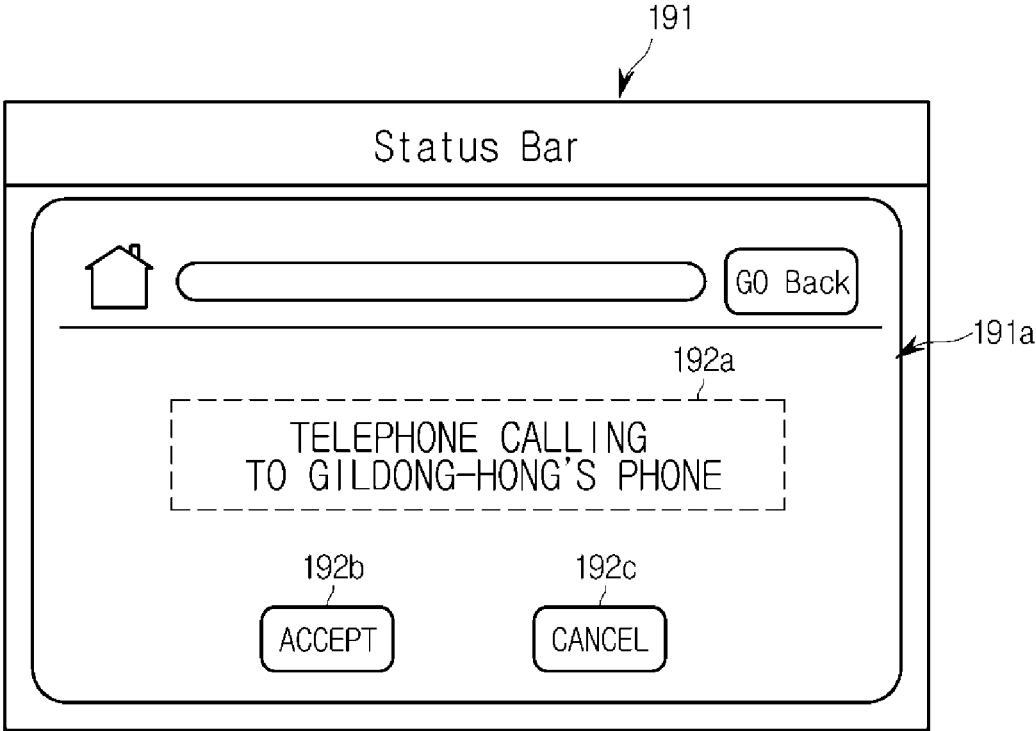 191
Status Bar
GO Back
191a
192a
TELEPHONE CALLING
TO GILDONG-HONG'S PHONE
192b
192c
ACCEPT
CANCEL